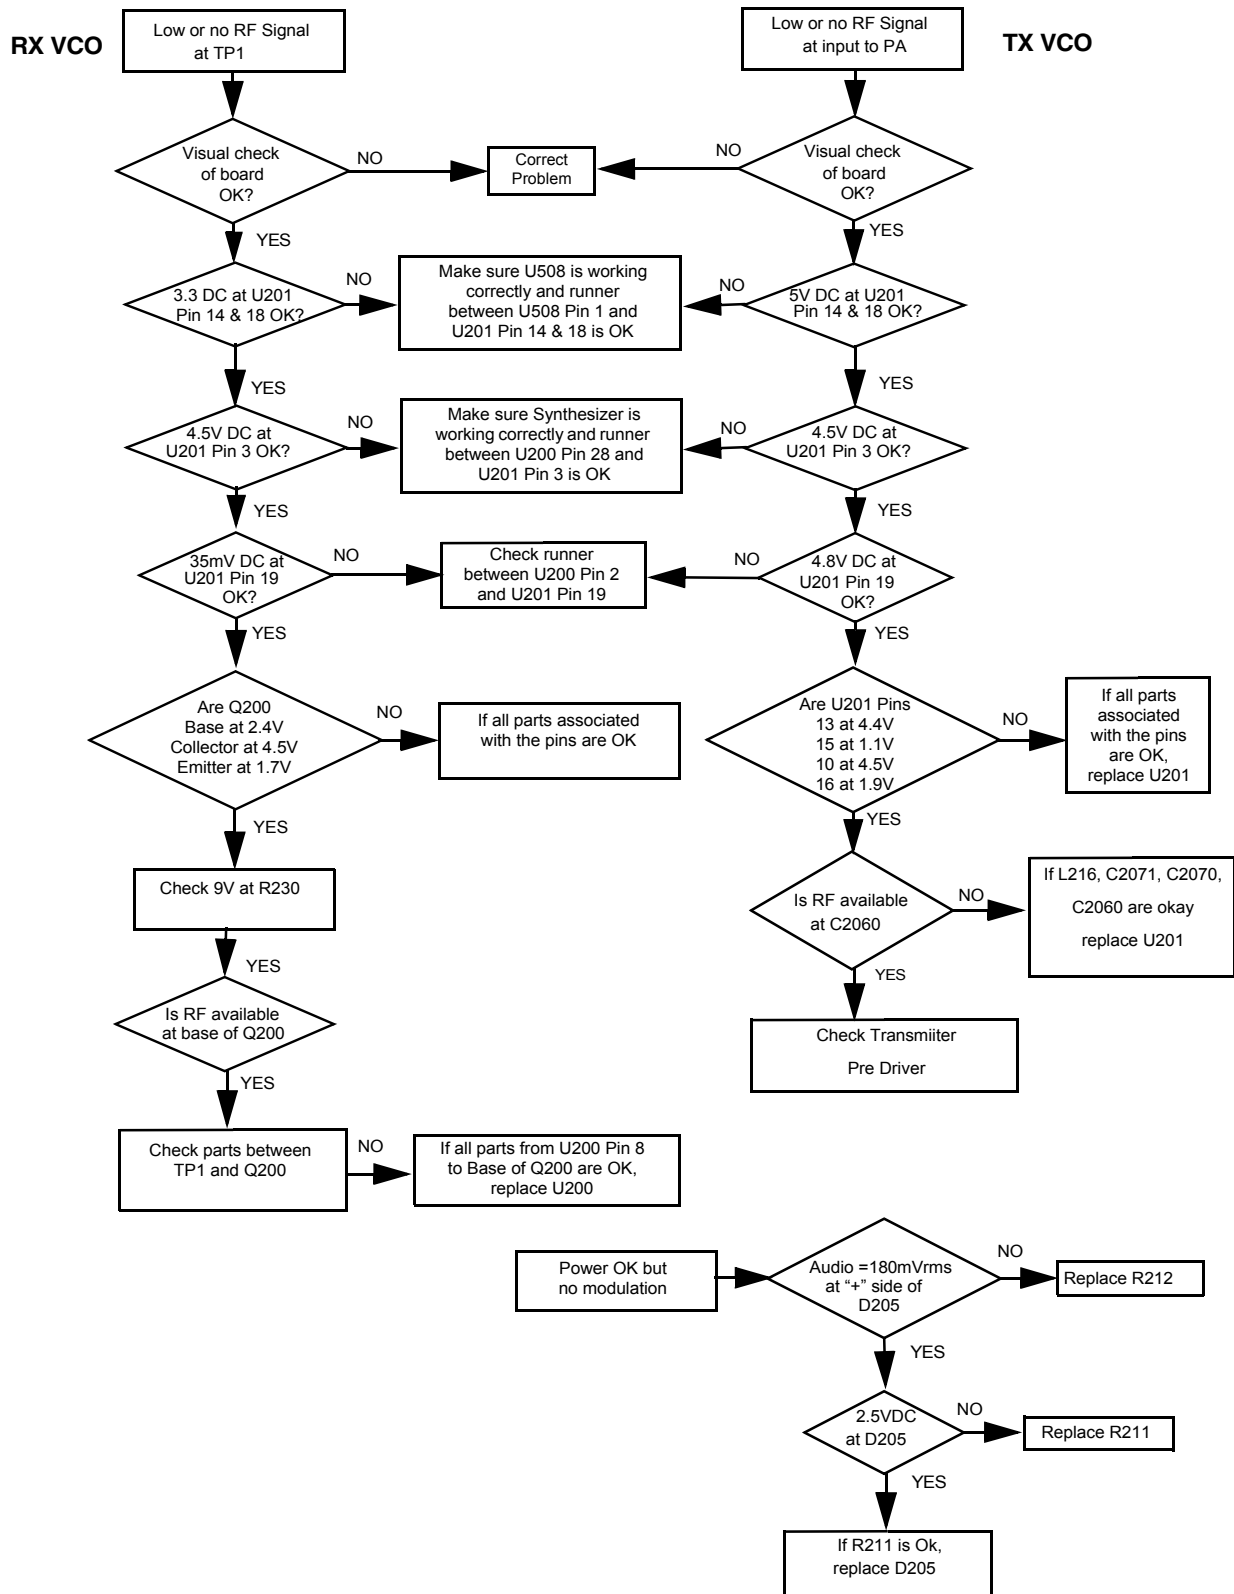 RX VCO
Low or no RF Signal
at TP1
Visual check
of board
OK?
NO
Correct
Problem
YES
3.3 DC at U201
Pin 14 & 18 OK?
NO
Make sure U508 is working
correctly and runner
between U508 Pin 1 and
U201 Pin 14 & 18 is OK
YES
4.5V DC at
U201 Pin 3 OK?
NO
Make sure Synthesizer is
working correctly and runner
between U200 Pin 28 and
U201 Pin 3 is OK
YES
35mV DC at
U201 Pin 19
OK?
NO
Check runner
between U200 Pin 2
and U201 Pin 19
YES
Are Q200
Base at 2.4V
Collector at 4.5V
Emitter at 1.7V
NO
If all parts associated
with the pins are OK
YES
Check 9V at R230
YES
Is RF available
at base of Q200
YES
Check parts between
TP1 and Q200
NO
If all parts from U200 Pin 8
to Base of Q200 are OK,
replace U200
TX VCO
Low or no RF Signal
at input to PA
Visual check
of board
OK?
NO
YES
5V DC at U201
Pin 14 & 18 OK?
NO
YES
4.5V DC at
U201 Pin 3 OK?
NO
YES
4.8V DC at
U201 Pin 19
OK?
NO
YES
Are U201 Pins
13 at 4.4V
15 at 1.1V
10 at 4.5V
16 at 1.9V
NO
If all parts
associated
with the pins
are OK,
replace U201
YES
Is RF available
at C2060
NO
If L216, C2071, C2070,
C2060 are okay
replace U201
YES
Check Transmiiter
Pre Driver
Power OK but
no modulation
Audio =180mVrms
at “+” side of
D205
NO
Replace R212
YES
2.5VDC
at D205
NO
Replace R211
YES
If R211 is Ok,
replace D205